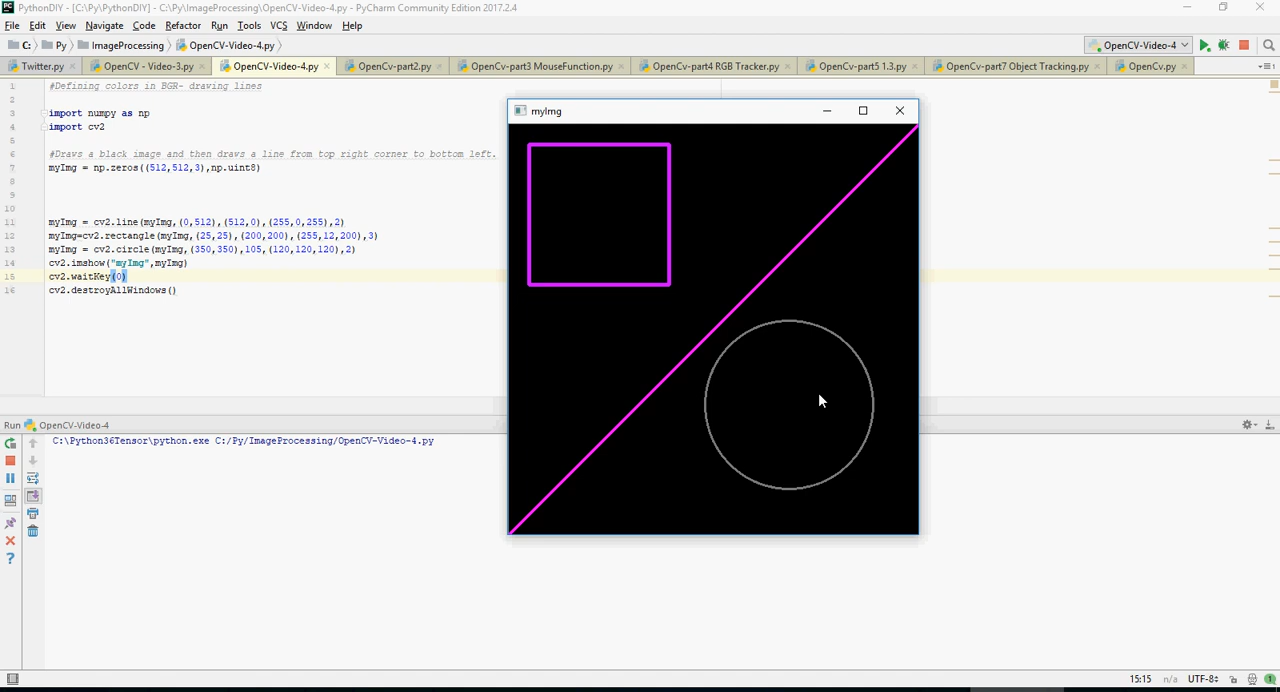 PythonDIY - [C:\Py\PythonDIY] - C:\Py\ImageProcessing\OpenCV-Video-4.py - PyCharm Community Edition 2017.2.4
File Edit View Navigate Code Refactor Run Tools VCS Window Help
C: Py ImageProcessing OpenCV-Video-4.py OpenCV-Video-4
Twitter.py OpenCV - Video-3.py OpenCV-Video-4.py OpenCv-part2.py OpenCv-part3 MouseFunction.py OpenCv-part4 RGB Tracker.py OpenCv-part5 1.3.py OpenCv-part7 Object Tracking.py OpenCv.py
1 #Defining colors in BGR- drawing lines
2
3 import numpy as np
4 import cv2
5
6 #Draws a black image and then draws a line from top right corner to bottom left.
7 myImg = np.zeros((512,512,3),np.uint8)
8
9
10
11 myImg = cv2.line(myImg,(0,512),(512,0),(255,0,255),2)
12 myImg=cv2.rectangle(myImg,(25,25),(200,200),(255,12,200),3)
13 myImg = cv2.circle(myImg,(350,350),105,(120,120,120),2)
14 cv2.imshow("myImg",myImg)
15 cv2.waitKey(0)
16 cv2.destroyAllWindows()
myImg
Run OpenCV-Video-4
C:\Python36Tensor\python.exe C:/Py/ImageProcessing/OpenCV-Video-4.py
15:15 n/a UTF-8 1